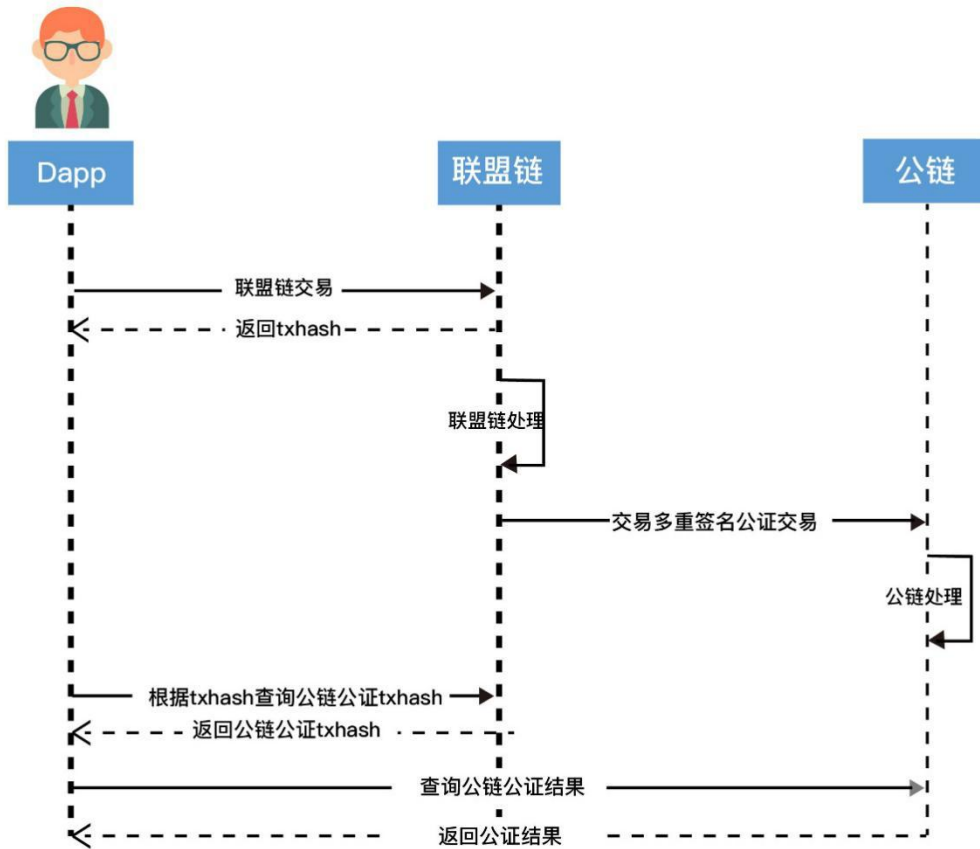 Dapp
联盟链
公链
联盟链交易
返回txhash
联盟链处理
交易多重签名公证交易
公链处理
根据txhash查询公链公证txhash
返回公链公证txhash
查询公链公证结果
返回公证结果